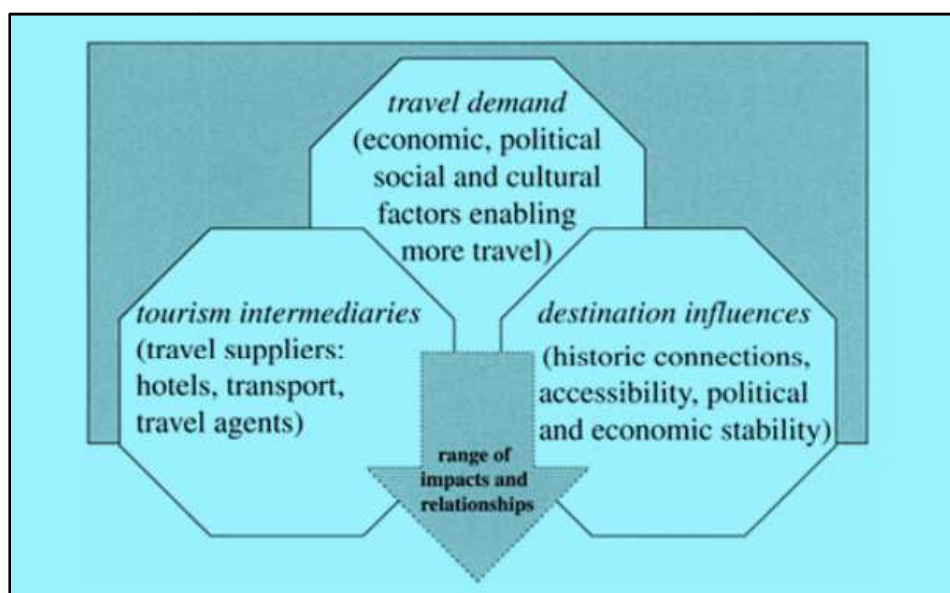 travel demand
(economic, political
social and cultural
factors enabling
more travel)
tourism intermediaries
(travel suppliers:
hotels, transport,
travel agents)
destination influences
(historic connections,
accessibility, political
and economic stability)
range of
impacts and
relationships